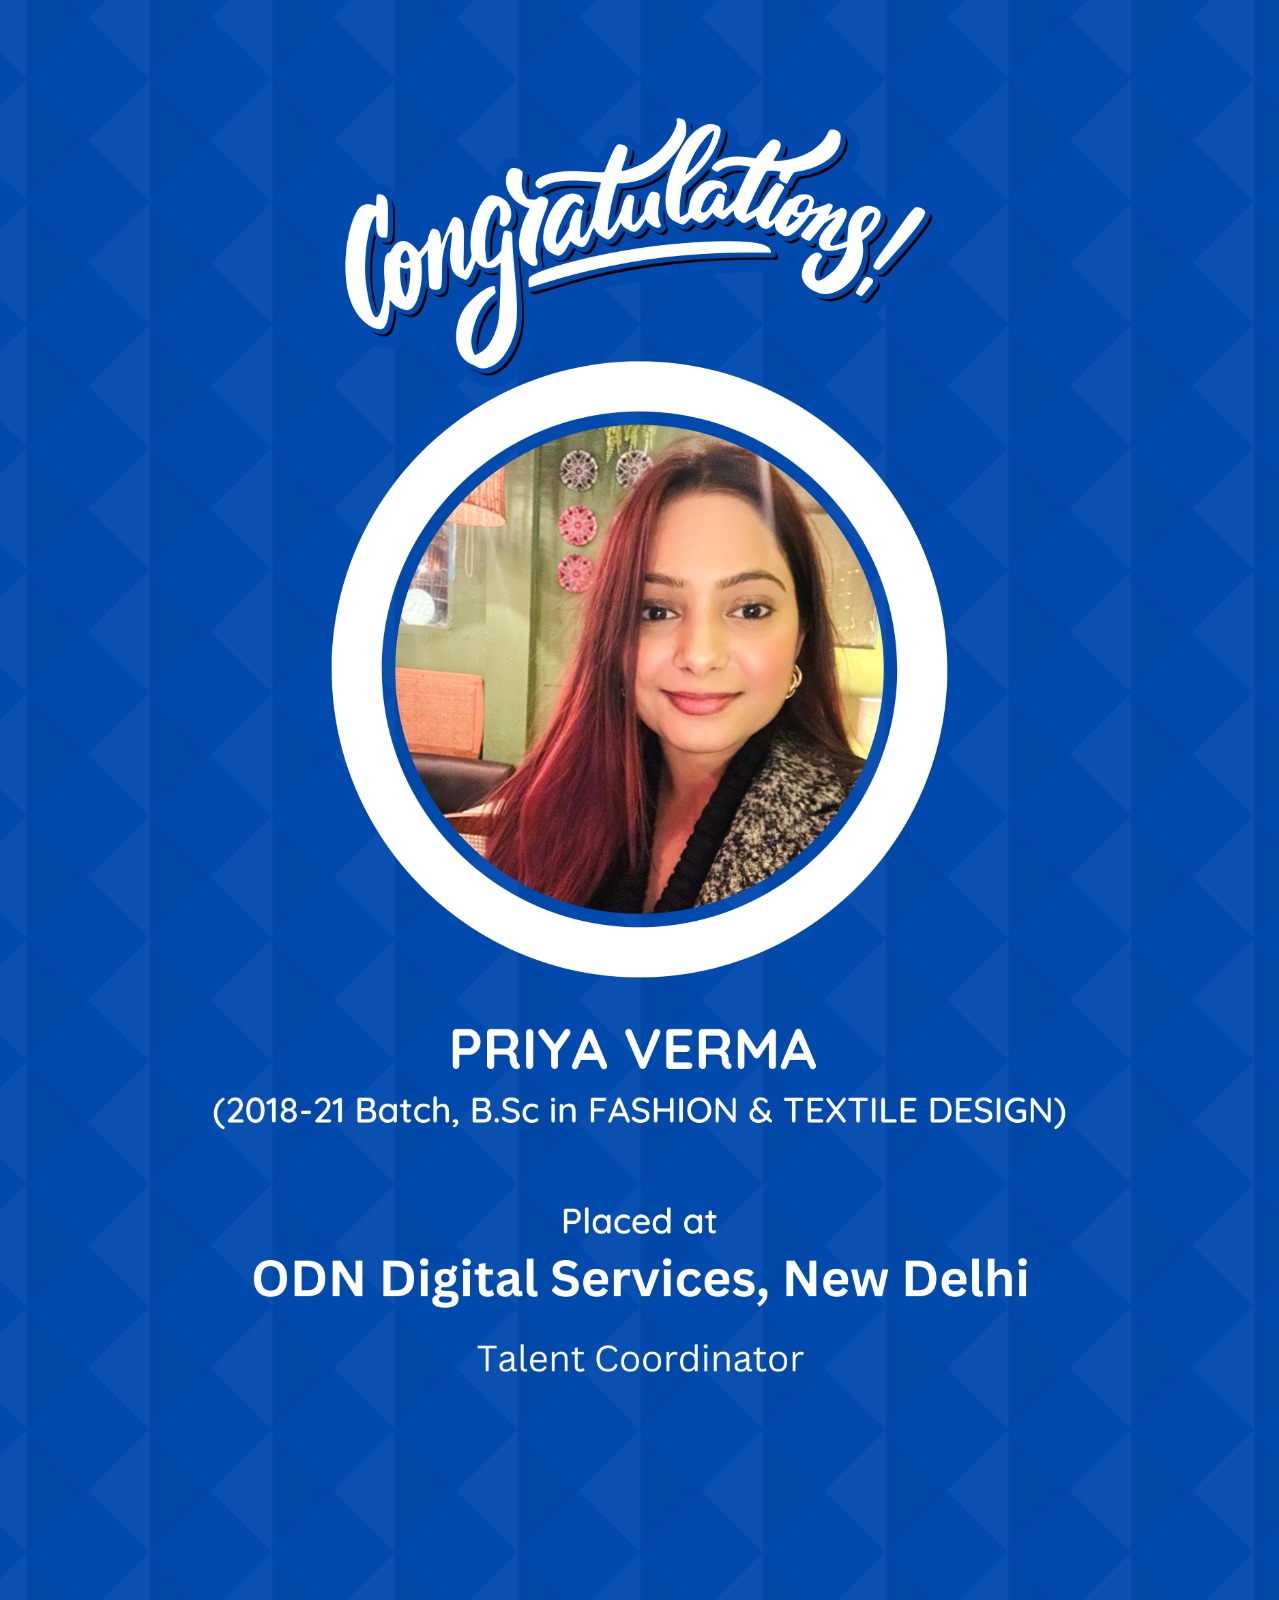 Congratulations!
PRIYA VERMA
(2018-21 Batch, B.Sc in FASHION & TEXTILE DESIGN)
Placed at
ODN Digital Services, New Delhi
Talent Coordinator